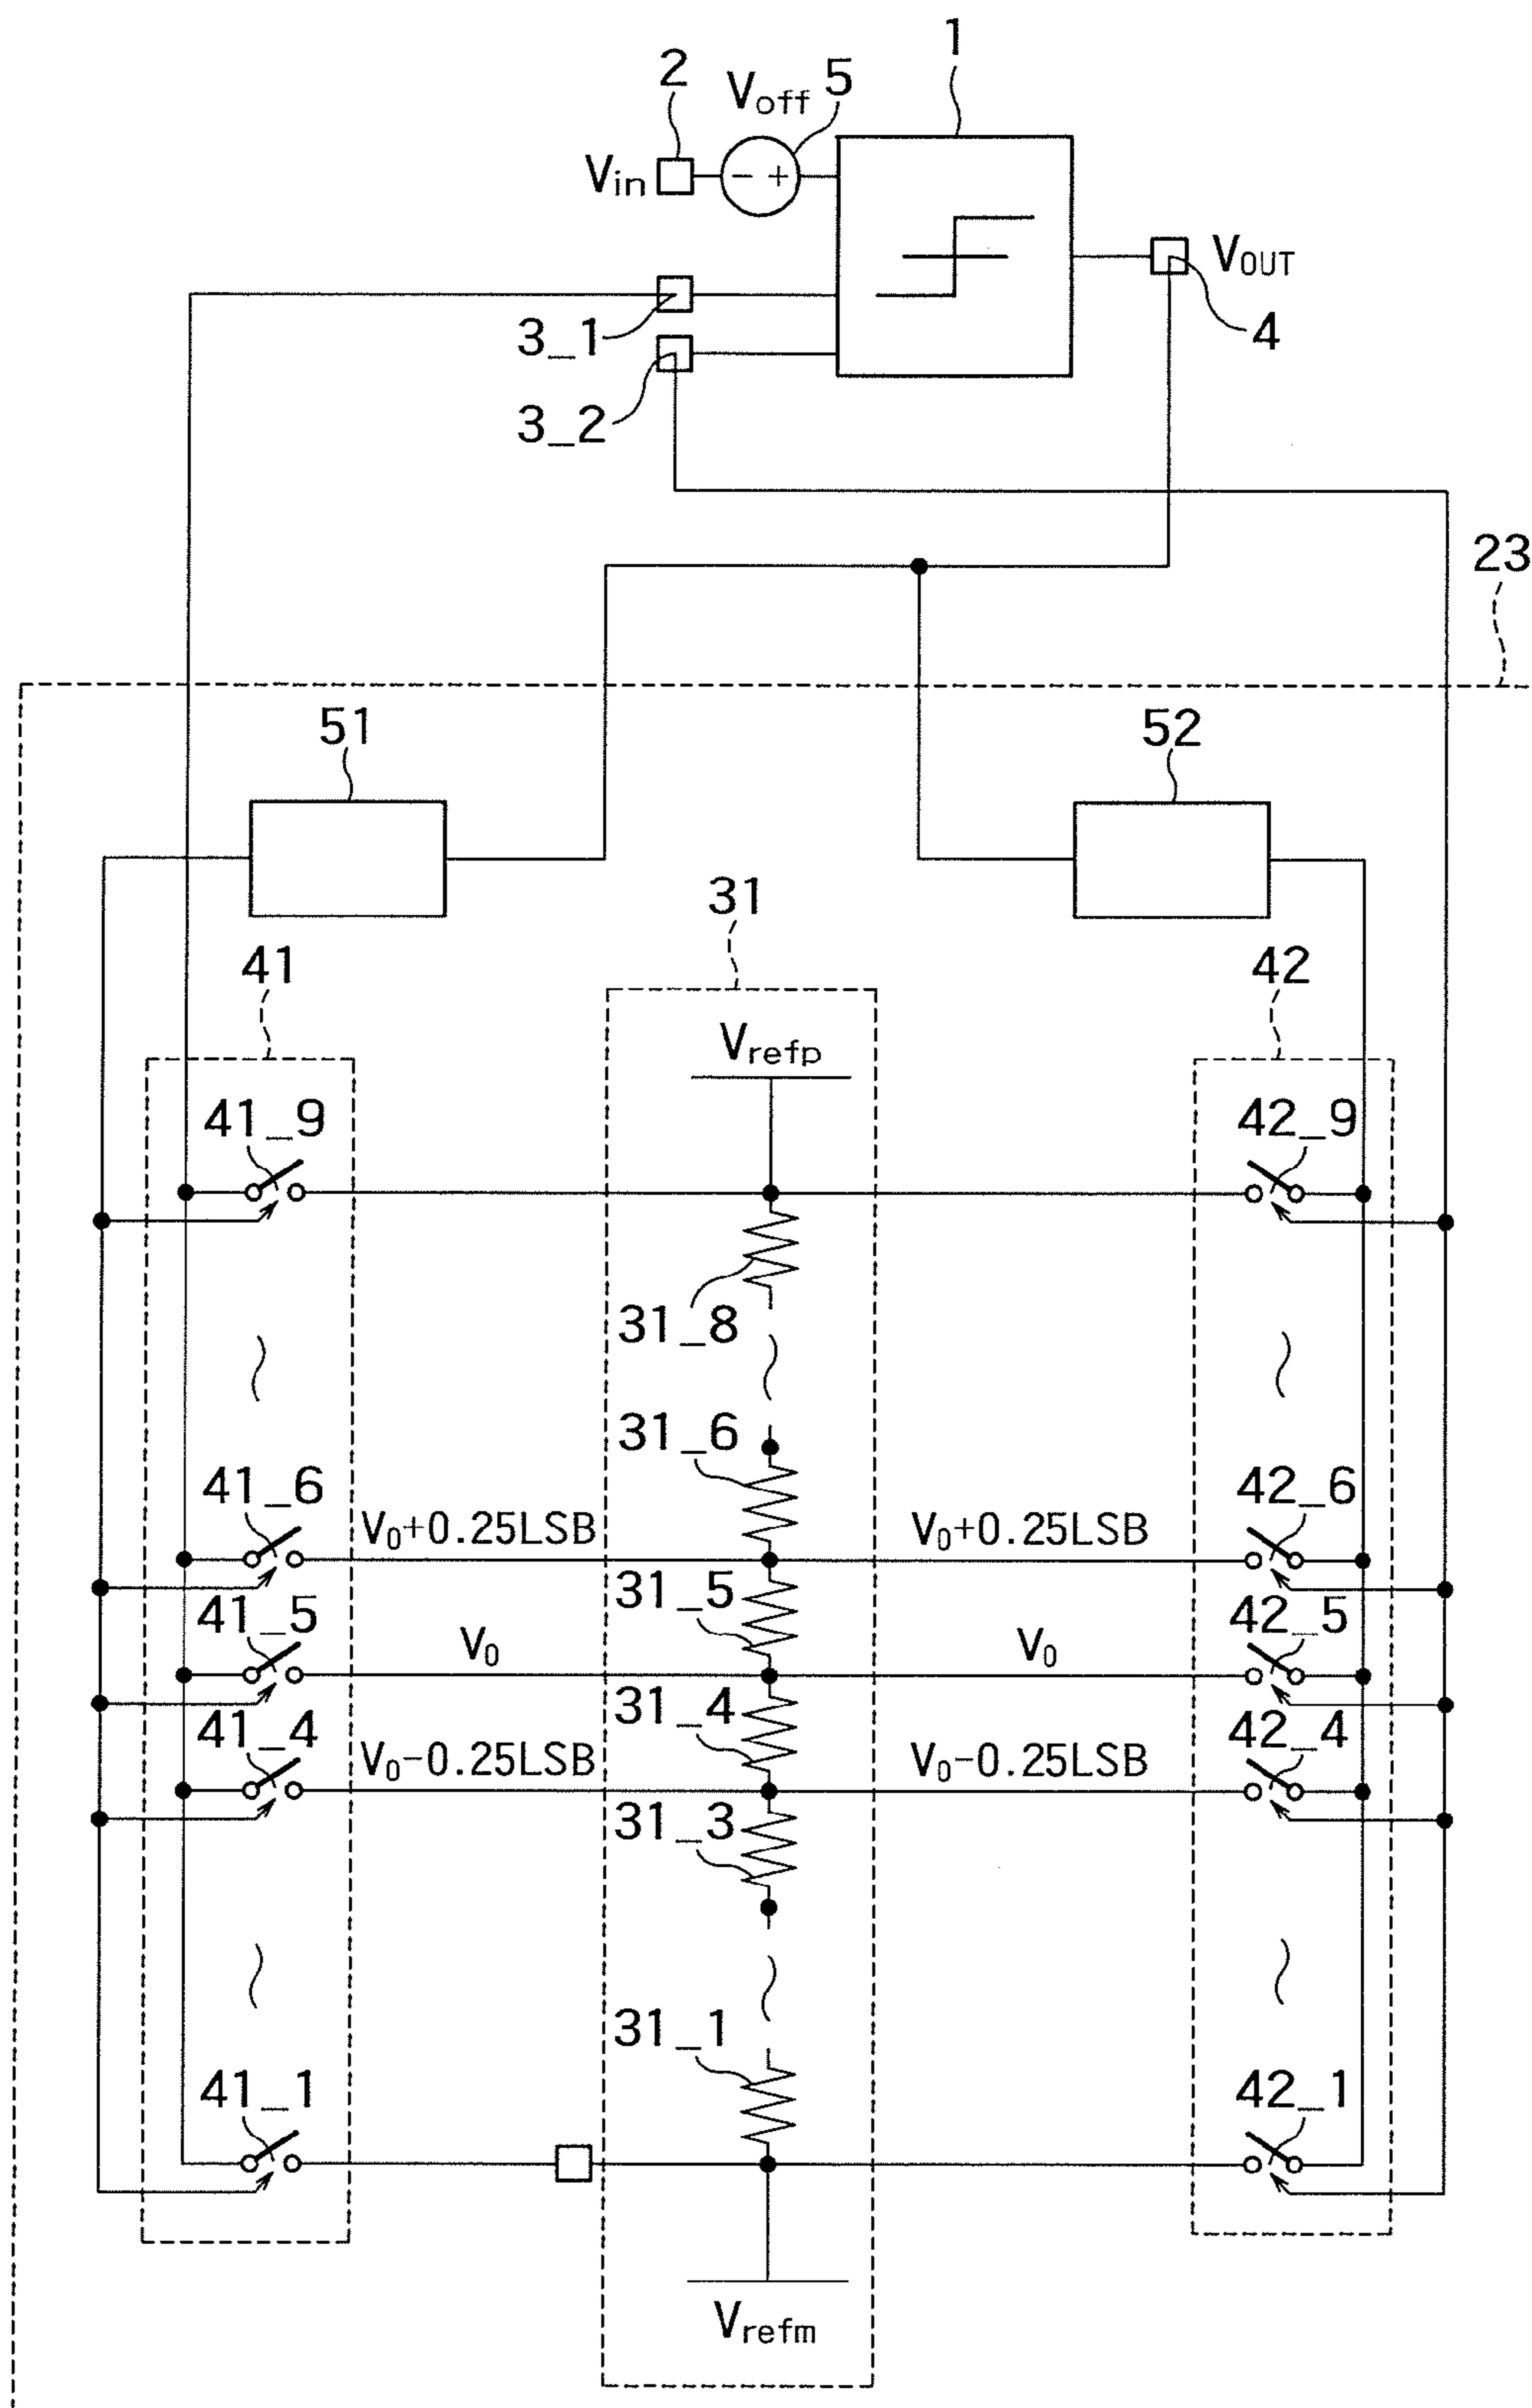 1
2
Voff
5
Vin
VOUT
3_1
4
3_2
23
51
52
31
41
42
Vrefp
41_9
42_9
31_8
31_6
41_6
V0+0.25LSB
V0+0.25LSB
42_6
31_5
41_5
V0
V0
42_5
31_4
41_4
V0−0.25LSB
V0−0.25LSB
42_4
31_3
31_1
41_1
42_1
Vrefm